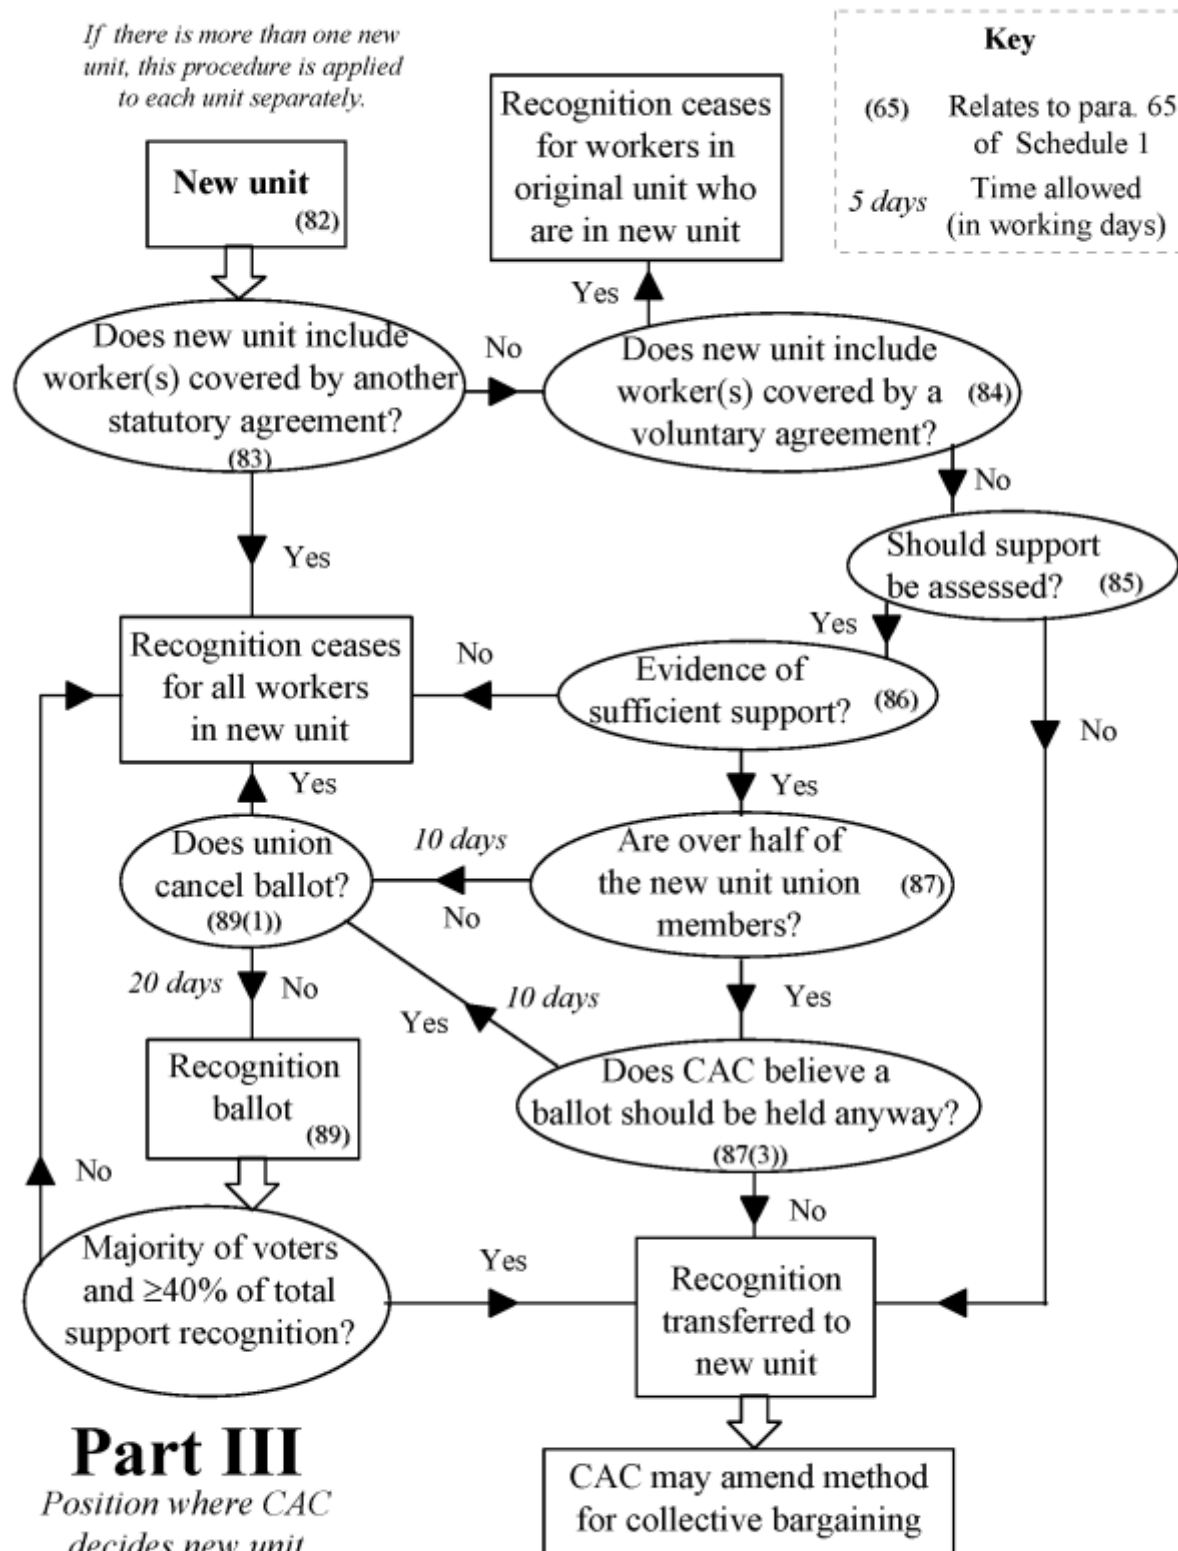 If there is more than one new
unit, this procedure is applied
to each unit separately.
Key
(65) Relates to para. 65
of Schedule 1
5 days Time allowed
(in working days)
New unit
(82)
Recognition ceases
for workers in
original unit who
are in new unit
Yes
Does new unit include
worker(s) covered by another
statutory agreement?
(83)
No
Does new unit include
worker(s) covered by a
voluntary agreement?
(84)
No
Yes
Should support
be assessed?
(85)
Yes
No
Recognition ceases
for all workers
in new unit
No
Evidence of
sufficient support?
(86)
Yes
Yes
Does union
cancel ballot?
(89(1))
10 days
No
Are over half of
the new unit union
members?
(87)
20 days
No
Yes
10 days
Yes
Recognition
ballot
(89)
Does CAC believe a
ballot should be held anyway?
(87(3))
No
No
Majority of voters
and ≥40% of total
support recognition?
Yes
Recognition
transferred to
new unit
Part III
Position where CAC
decides new unit
CAC may amend method
for collective bargaining